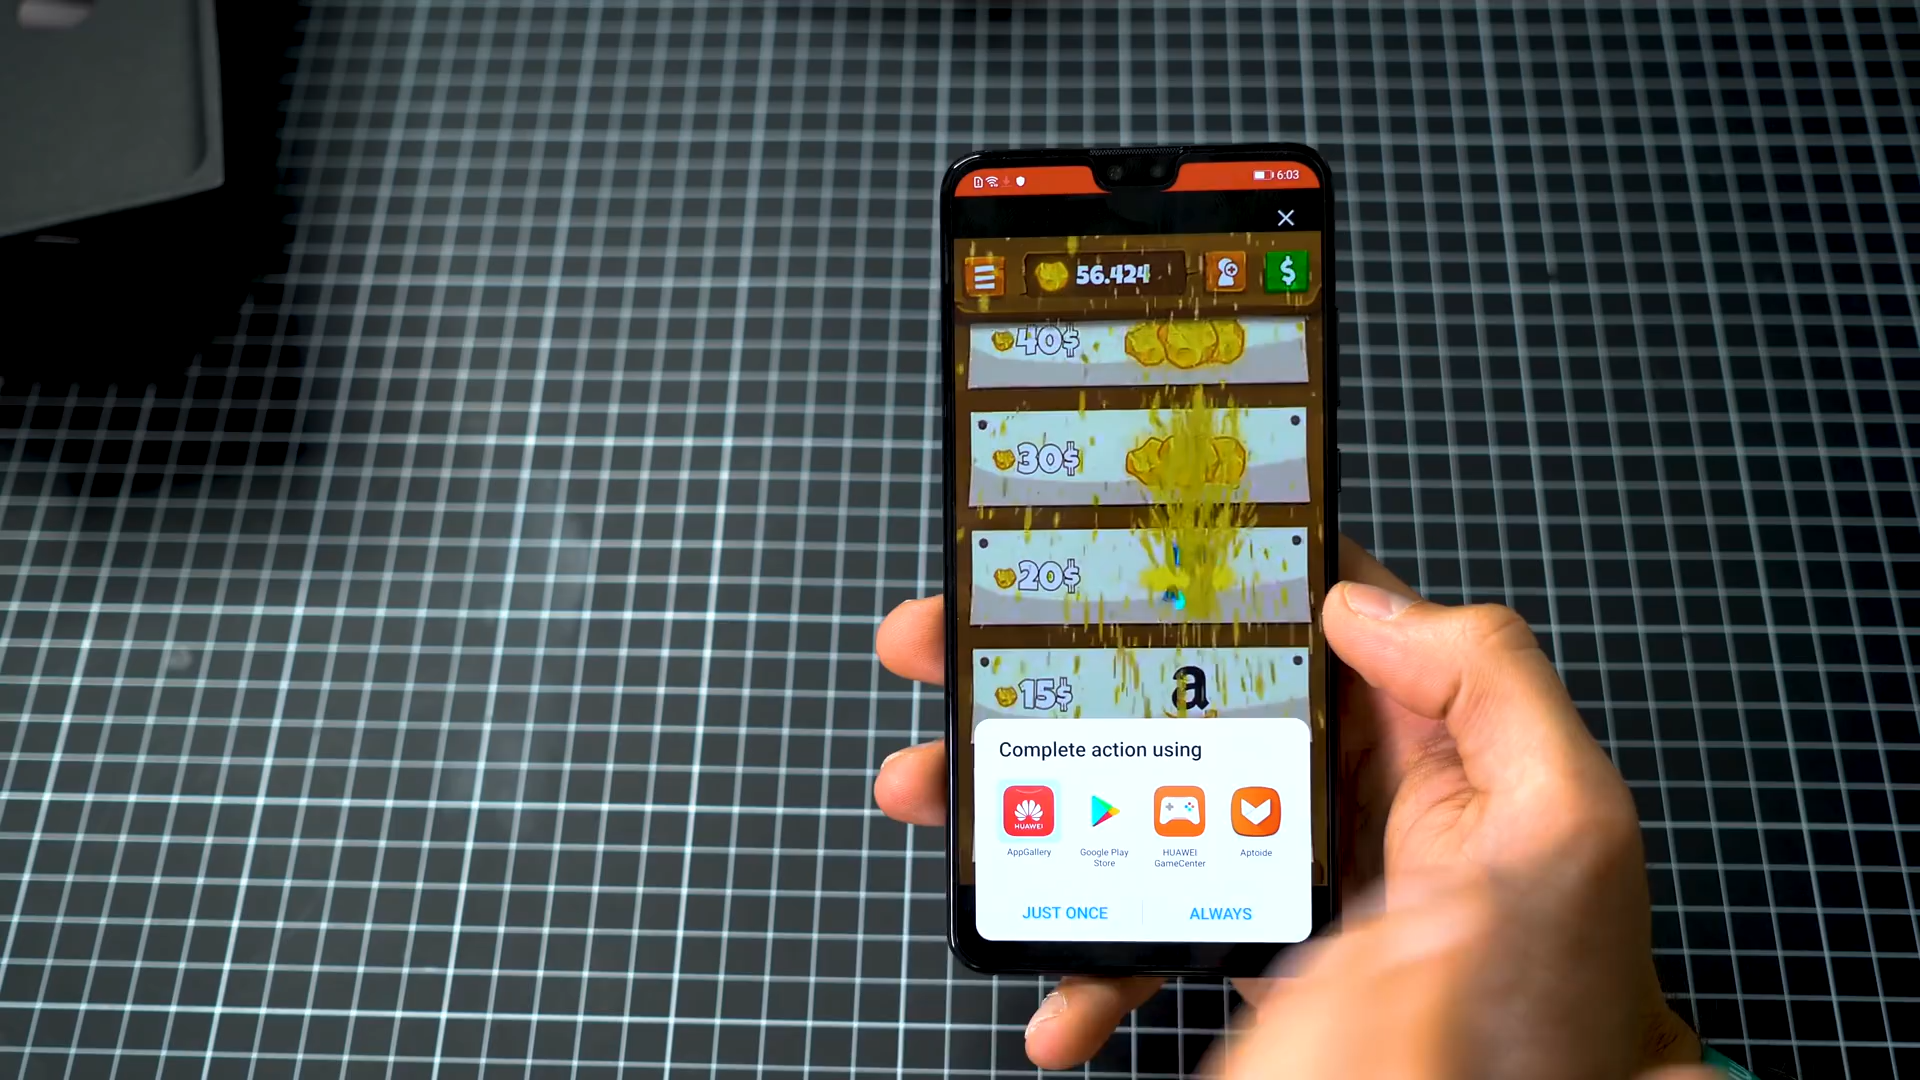 6:03
56.424
40$
30$
20$
15$
a
Complete action using
HUAWEI
AppGallery
Google Play
Store
HUAWEI
GameCenter
Aptoide
JUST ONCE
ALWAYS